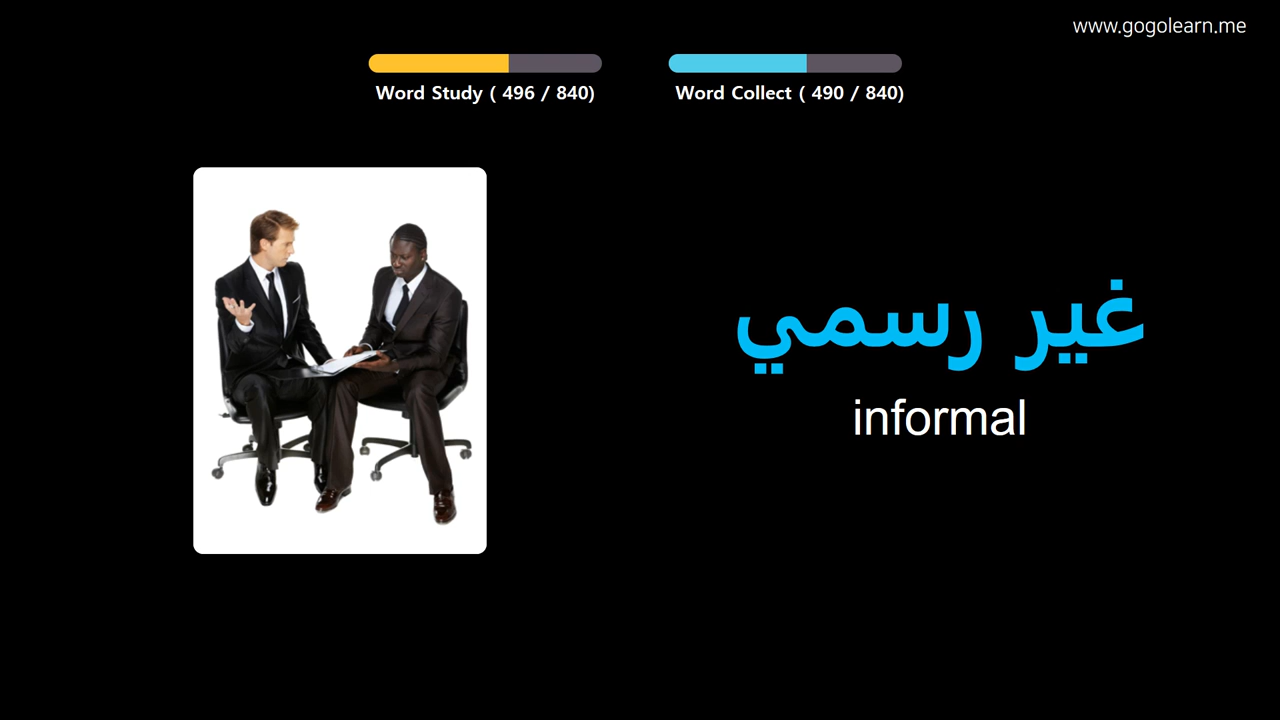 www.gogolearn.me
Word Study ( 496 / 840)
Word Collect ( 490 / 840)
غير رسمي
informal